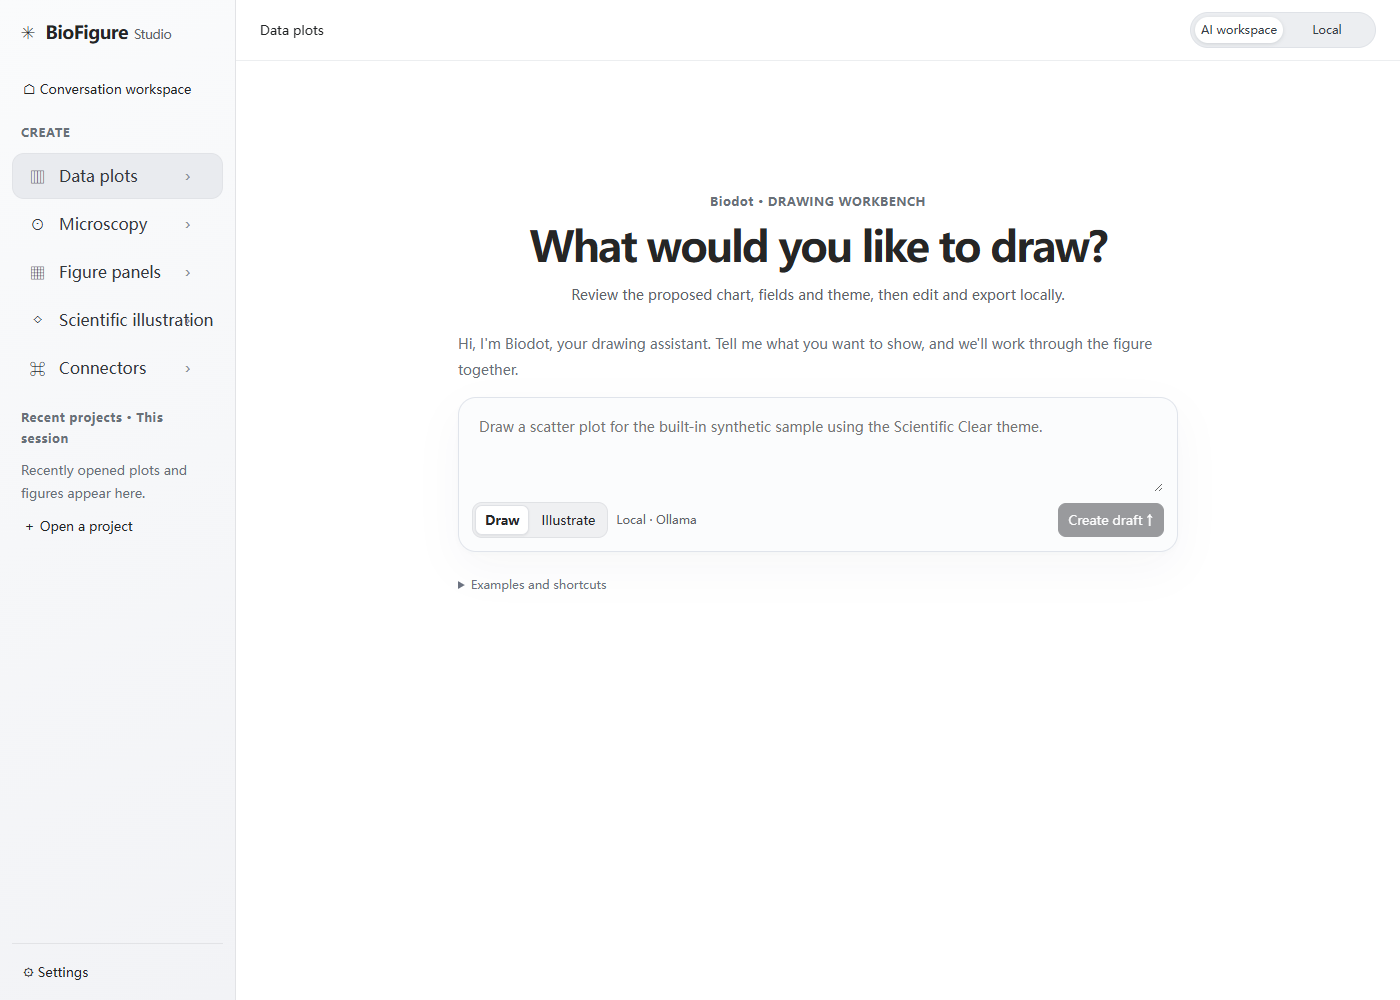 BioFigure Studio
Conversation workspace
CREATE
Data plots
Microscopy
Figure panels
Scientific illustration
Connectors
Recent projects • This
session
Recently opened plots and
figures appear here.
+ Open a project
Settings
Data plots
AI workspace Local
Biodot • DRAWING WORKBENCH
What would you like to draw?
Review the proposed chart, fields and theme, then edit and export locally.
Hi, I'm Biodot, your drawing assistant. Tell me what you want to show, and we'll work through the figure
together.
Draw a scatter plot for the built-in synthetic sample using the Scientific Clear theme.
Draw Illustrate Local · Ollama Create draft ↑
Examples and shortcuts